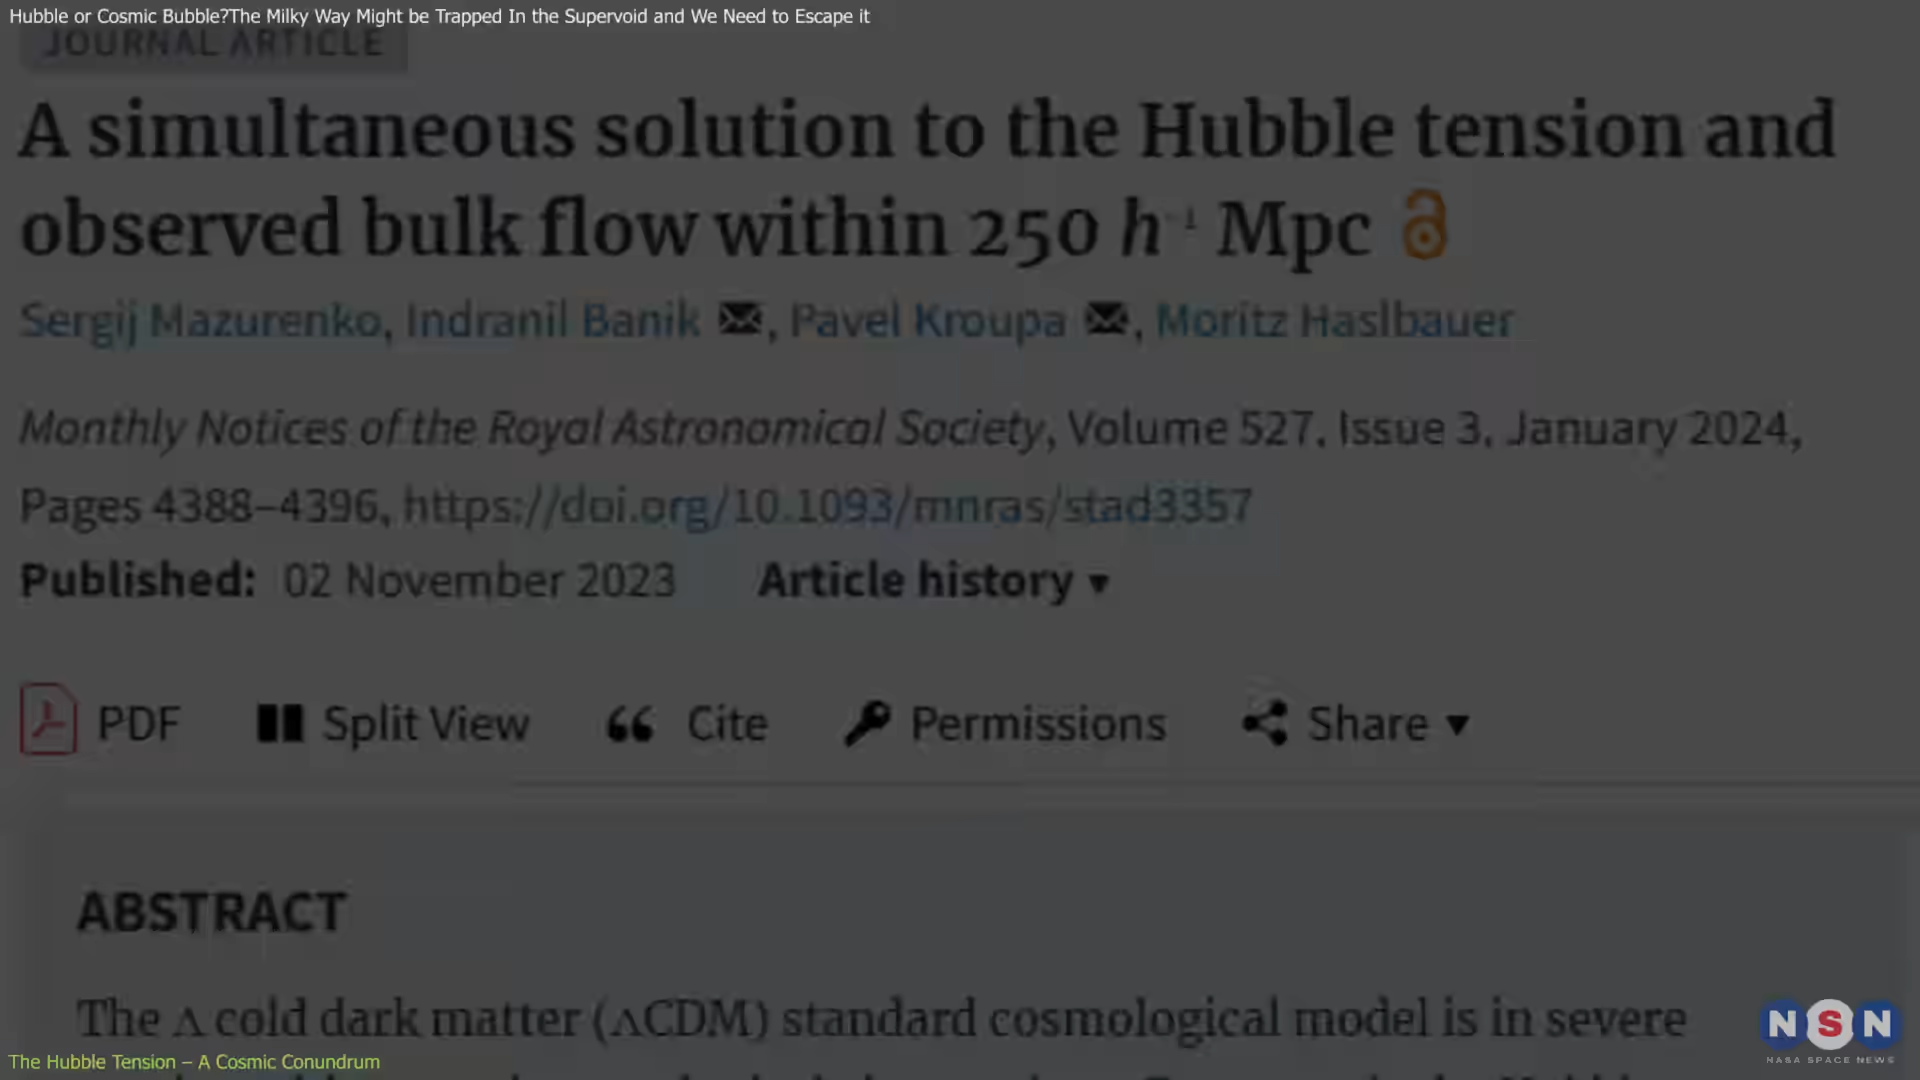 Hubble or Cosmic Bubble?The Milky Way Might be Trapped In the Supervoid and We Need to Escape it
JOURNAL ARTICLE
A simultaneous solution to the Hubble tension and
observed bulk flow within 250 h⁻¹ Mpc
Sergij Mazurenko, Indranil Banik, Pavel Kroupa, Moritz Haslbauer
Monthly Notices of the Royal Astronomical Society, Volume 527, Issue 3, January 2024,
Pages 4388–4396, https://doi.org/10.1093/mnras/stad3357
Published: 02 November 2023 Article history ▼
PDF Split View Cite Permissions Share ▼
ABSTRACT
The Λ cold dark matter (ΛCDM) standard cosmological model is in severe
The Hubble Tension – A Cosmic Conundrum
NSN
NASA SPACE NEWS